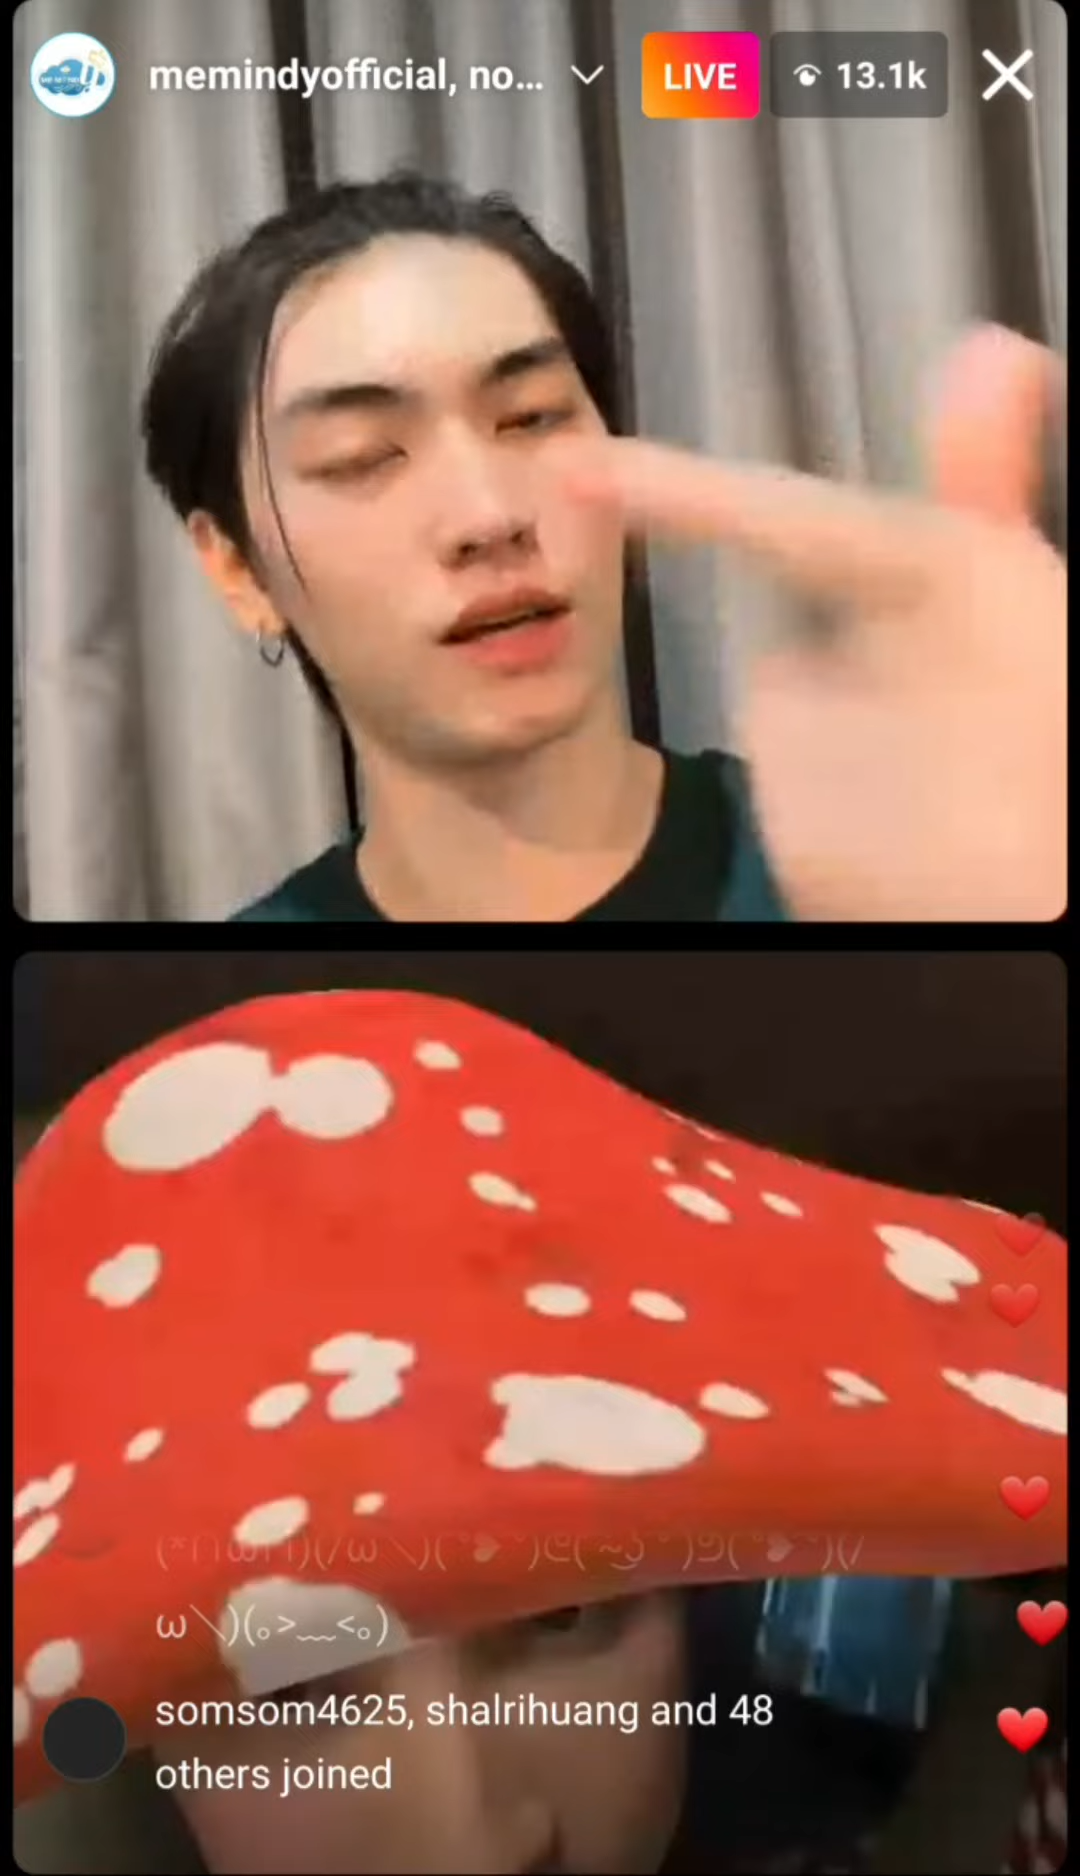 memindyofficial, no...
LIVE
13.1k
ω＼)(｡>﹏<｡)
somsom4625, shalrihuang and 48
others joined